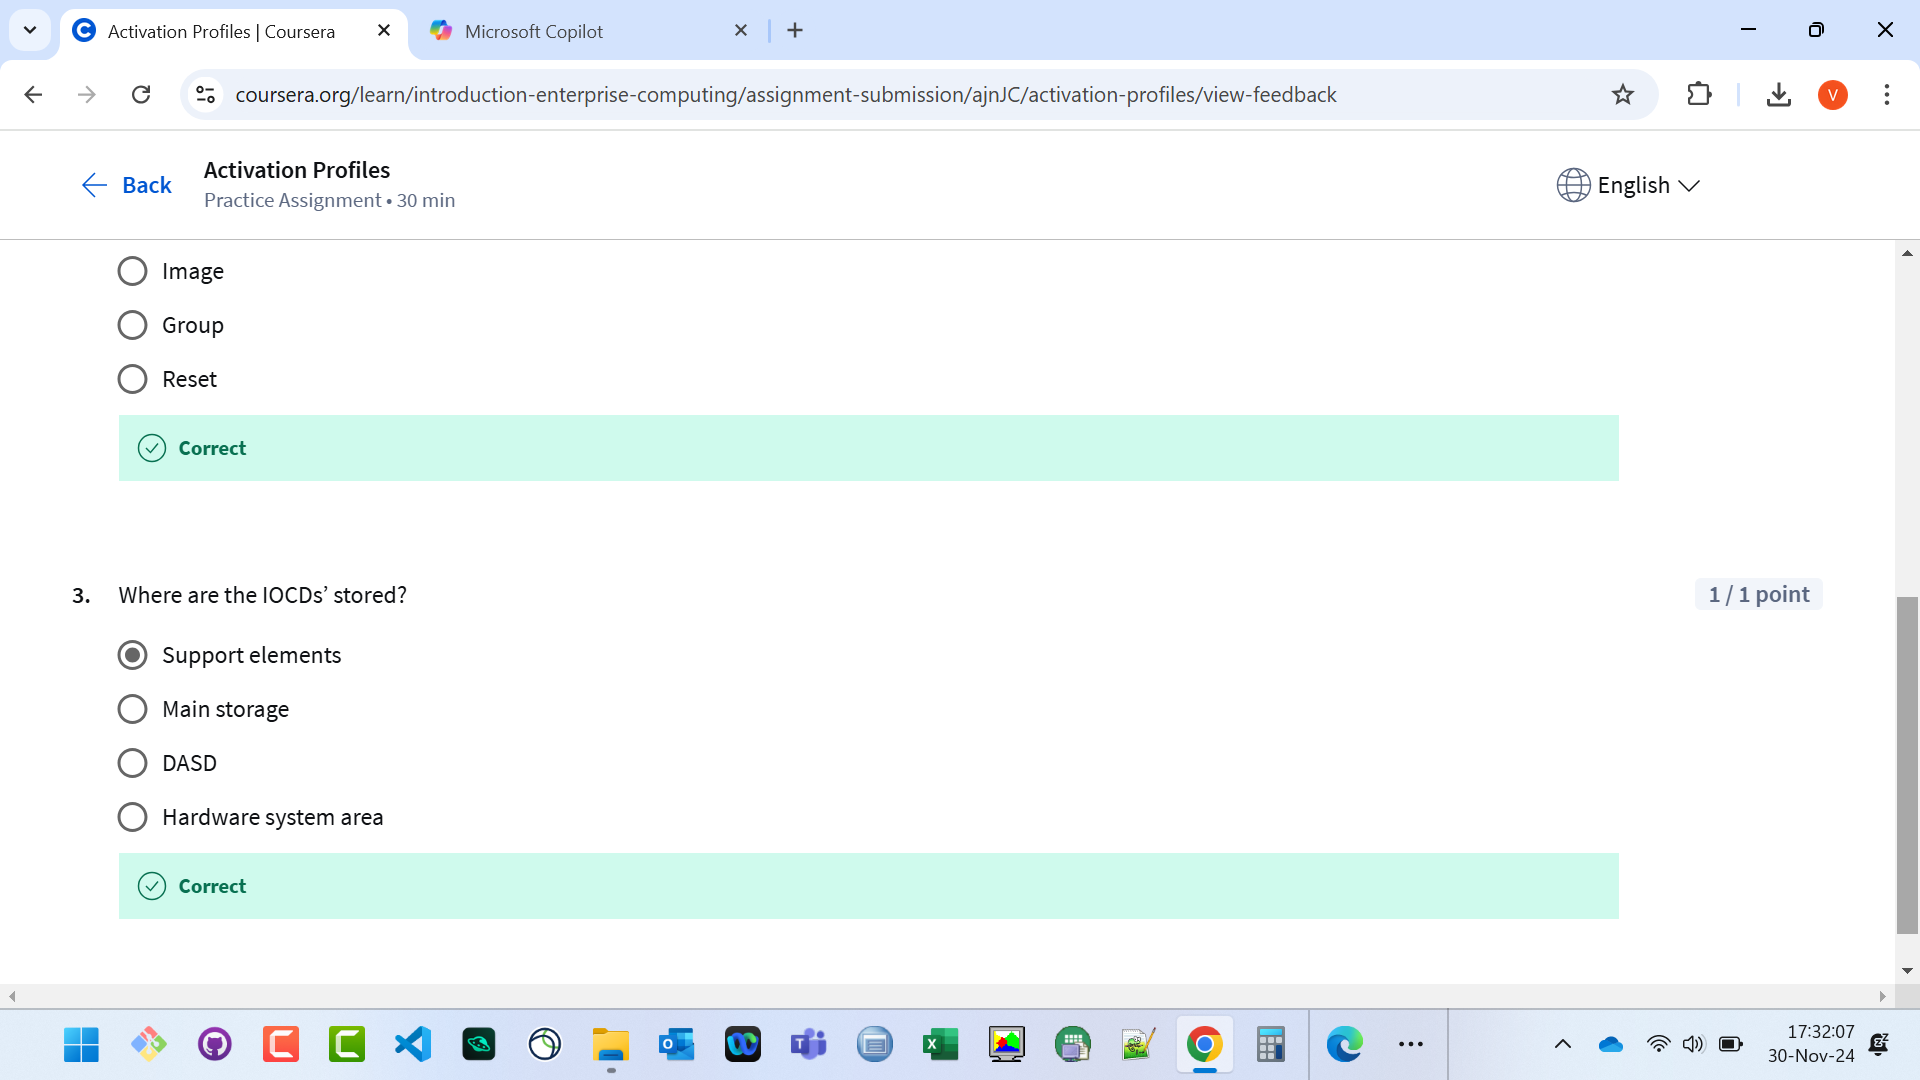 Activation Profiles | Coursera
Microsoft Copilot
coursera.org/learn/introduction-enterprise-computing/assignment-submission/ajnJC/activation-profiles/view-feedback
V
Back
Activation Profiles
Practice Assignment • 30 min
English
Image
Group
Reset
Correct
3. Where are the IOCDs’ stored?
1 / 1 point
Support elements
Main storage
DASD
Hardware system area
Correct
17:32:07
30-Nov-24